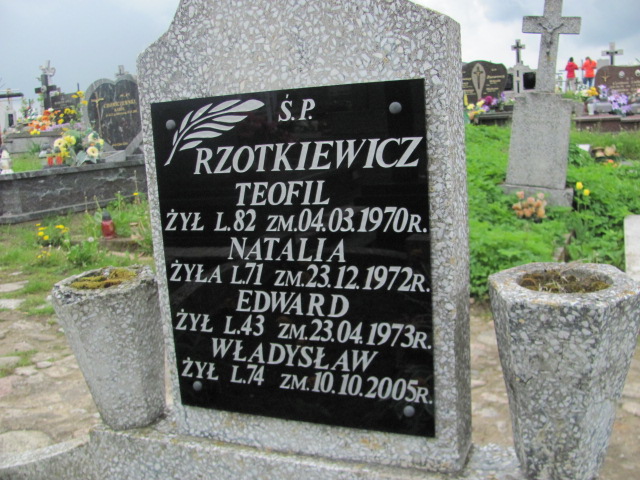 Ś.P.
RZOTKIEWICZ
TEOFIL
ŻYŁ L.82 ZM.04.03.1970R.
NATALIA
ŻYŁA L.71 ZM.23.12.1972R.
EDWARD
ŻYŁ L.43 ZM.23.04.1973R.
WŁADYSŁAW
ŻYŁ L.74 ZM.10.10.2005R.